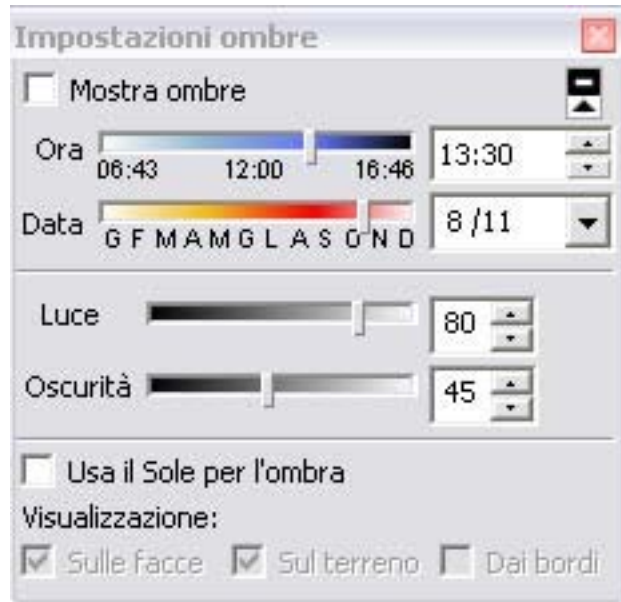 Impostazioni ombre
Mostra ombre
Ora 13:30
06:43 12:00 16:46
Data 8 /11
G F M A M G L A S O N D
Luce 80
Oscurità 45
Usa il Sole per l'ombra
Visualizzazione:
Sulle facce Sul terreno Dai bordi